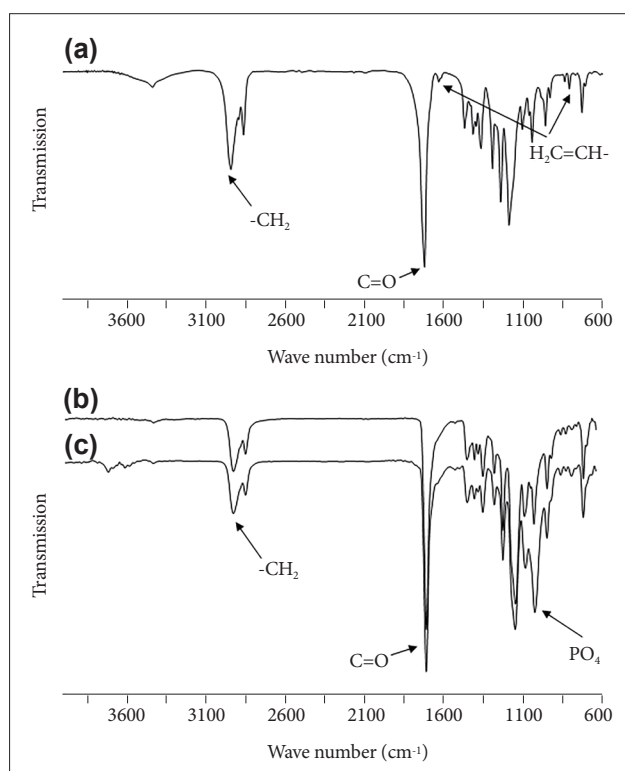 (a)
Transmission
H₂C=CH-
-CH₂
C=O
3600 3100 2600 2100 1600 1100 600
Wave number (cm⁻¹)
(b)
(c)
Transmission
-CH₂
C=O
PO₄
3600 3100 2600 2100 1600 1100 600
Wave number (cm⁻¹)